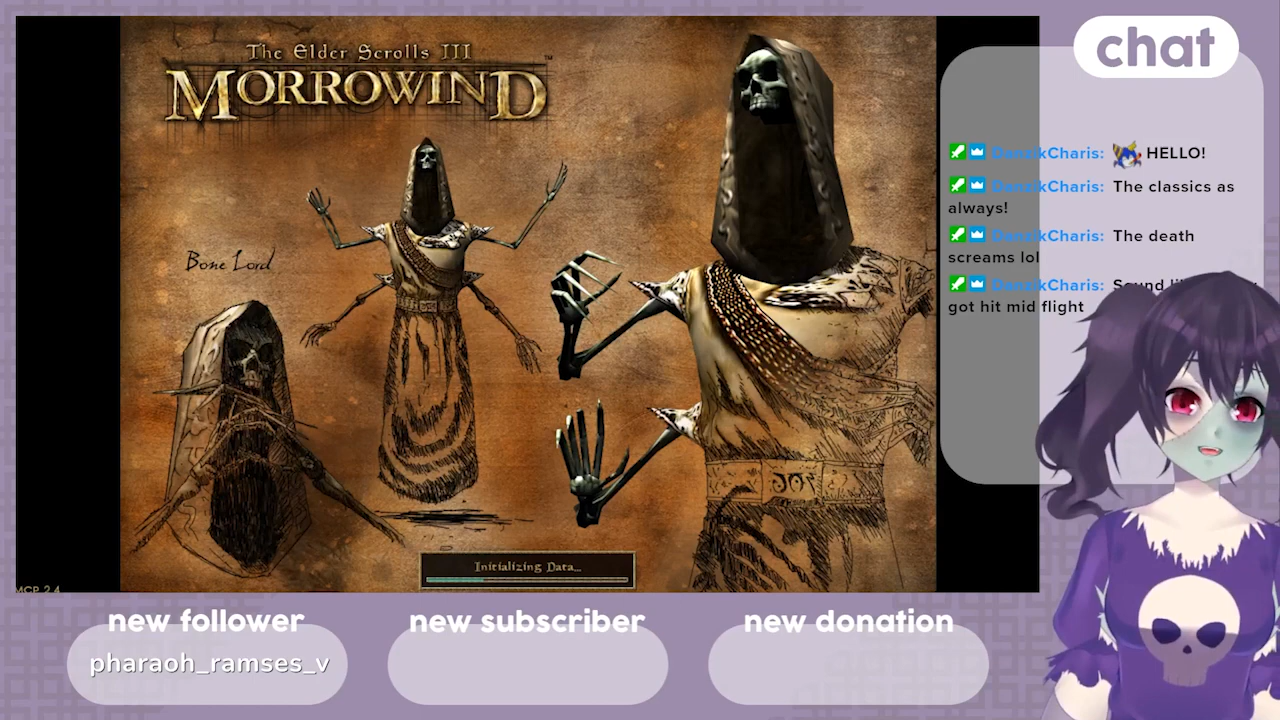 The Elder Scrolls III
MORROWIND
Bone Lord
Initializing Data...
MCP 2.4
chat
DanzikCharis: HELLO!
DanzikCharis: The classics as
always!
DanzikCharis: The death
screams lol
DanzikCharis: Sound
got hit mid flight
new follower
new subscriber
new donation
pharaoh_ramses_v